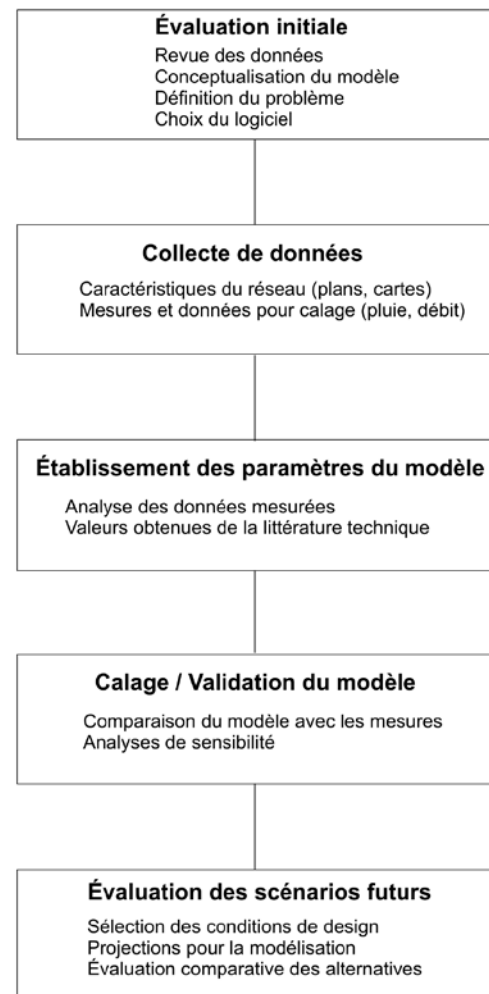 Évaluation initiale
Revue des données
Conceptualisation du modèle
Définition du problème
Choix du logiciel
Collecte de données
Caractéristiques du réseau (plans, cartes)
Mesures et données pour calage (pluie, débit)
Établissement des paramètres du modèle
Analyse des données mesurées
Valeurs obtenues de la littérature technique
Calage / Validation du modèle
Comparaison du modèle avec les mesures
Analyses de sensibilité
Évaluation des scénarios futurs
Sélection des conditions de design
Projections pour la modélisation
Évaluation comparative des alternatives